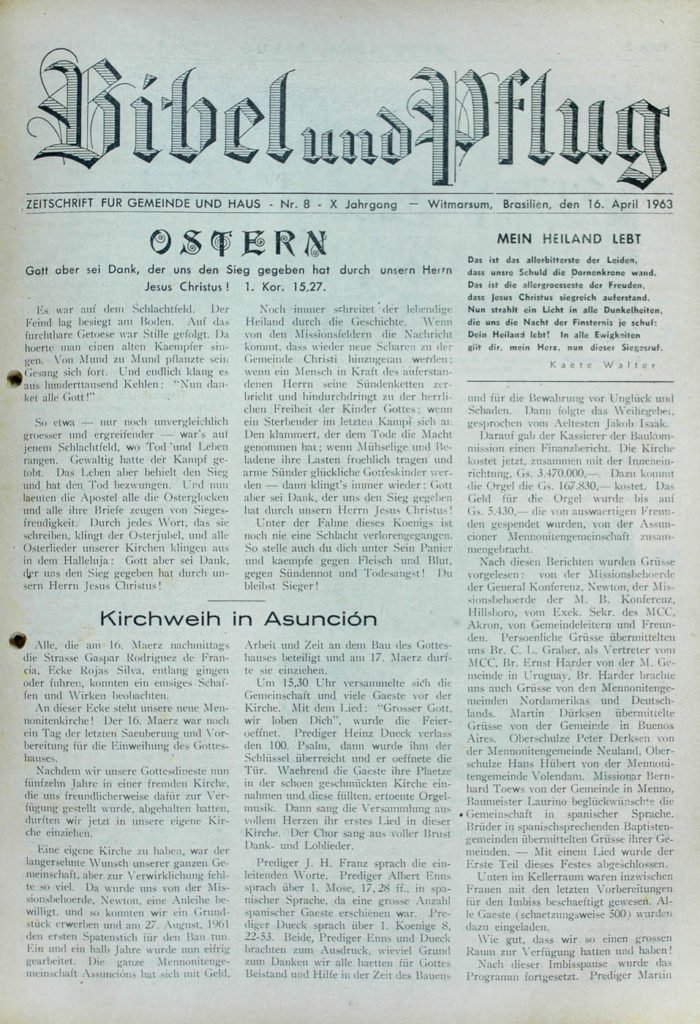 Bibel und Pflug
ZEITSCHRIFT FÜR GEMEINDE UND HAUS - Nr. 8 - X Jahrgang — Witmarsum, Brasilien, den 16. April 1963
OSTERN
Gott aber sei Dank, der uns den Sieg gegeben hat durch unsern Herrn
Jesus Christus! 1. Kor. 15,27.
Es war auf dem Schlachtfeld. Der
Feind lag besiegt am Boden. Auf das
furchtbare Getoese war Stille gefolgt. Da
hoerte man einen alten Kaempfer sin-
gen. Von Mund zu Mund pflanzte sein
Gesang sich fort. Und endlich klang es
aus hunderttausend Kehlen: "Nun dan-
ket alle Gott!"
So etwa — nur noch unvergleichlich
groesser und ergreifender — war's auf
jenem Schlachtfeld, wo Tod und Leben
rangen. Gewaltig hatte der Kampf ge-
tobt. Das Leben aber behielt den Sieg
und hat den Tod bezwungen. Und nun
laeuten die Apostel alle die Osterglocken
und alle ihre Briefe zeugen von Sieges-
freudigkeit. Durch jedes Wort, das sie
schreiben, klingt der Osterjubel, und alle
Osterlieder unserer Kirchen klingen aus
in dem Halleluja: Gott aber sei Dank,
der uns den Sieg gegeben hat durch un-
sern Herrn Jesus Christus!
Noch immer schreitet der lebendige
Heiland durch die Geschichte. Wenn
von den Missionsfeldern die Nachricht
kommt, dass wieder neue Scharen zu der
Gemeinde Christi hinzugetan werden;
wenn ein Mensch in Kraft des auferstan-
denen Herrn seine Sündenketten zer-
bricht und hindurchdringt zu der herrli-
chen Freiheit der Kinder Gottes; wenn
ein Sterbender im letzten Kampf sich an
Den klammert, der dem Tode die Macht
genommen hat; wenn Mühselige und Be-
ladene ihre Lasten froehlich tragen und
arme Sünder glückliche Gotteskinder wer-
den — dann klingt's immer wieder: Gott
aber sei Dank, der uns den Sieg gegeben
hat durch unsern Herrn Jesus Christus!
Unter der Fahne dieses Koenigs ist
noch nie eine Schlacht verlorengegangen.
So stelle auch du dich unter Sein Panier
und kaempfe gegen Fleisch und Blut,
gegen Sündennot und Todesangst! Du
bleibst Sieger!
MEIN HEILAND LEBT
Das ist das allerbitterste der Leiden,
dass unsre Schuld die Dornenkrone wand.
Das ist die allergroesseste der Freuden,
dass Jesus Christus siegreich auferstand.
Nun strahlt ein Licht in alle Dunkelheiten,
die uns die Nacht der Finsternis je schuf:
Dein Heiland lebt! In alle Ewigkeiten
gilt dir, mein Herz, nun dieser Siegesruf.
Kaete Walter.
Kirchweih in Asunción
Alle, die am 16. Maerz nachmittags
die Strasse Gaspar Rodriguez de Fran-
cia, Ecke Rojas Silva, entlang gingen
oder fuhren, konnten ein emsiges Schaf-
fen und Wirken beobachten.
An dieser Ecke steht unsere neue Men-
nonitenkirche! Der 16. Maerz war noch
ein Tag der letzten Saeuberung und Vor-
bereitung für die Einweihung des Gottes-
hauses.
Nachdem wir unsere Gottesdienste nun
fünfzehn Jahre in einer fremden Kirche,
die uns freundlicherweise dafür zur Ver-
fügung gestellt wurde, abgehalten hatten,
durften wir jetzt in unsere eigene Kir-
che einziehen.
Eine eigene Kirche zu haben, war der
langersehnte Wunsch unserer ganzen Ge-
meinschaft, aber zur Verwirklichung fehl-
te so viel. Da wurde uns von der Mis-
sionsbehoerde, Newton, eine Anleihe be-
willigt, und so konnten wir ein Grund-
stück erwerben und am 27. August, 1961
den ersten Spatenstich für den Bau tun.
Ein und ein halb Jahre wurde nun eifrig
gearbeitet. Die ganze Mennonitenge-
meinschaft Assuncións hat sich mit Geld,
Arbeit und Zeit an dem Bau des Gottes-
hauses beteiligt und am 17. Maerz durf-
te sie einziehen.
Um 15,30 Uhr versammelte sich die
Gemeinschaft und viele Gaeste vor der
Kirche. Mit dem Lied: "Grosser Gott,
wir loben Dich", wurde die Feier-
oeffnet. Prediger Heinz Dueck verlass
den 100. Psalm, dann wurde ihm der
Schlüssel überreicht und er oeffnete die
Tür. Waehrend die Gaeste ihre Plaetze
in der schoen geschmückten Kirche ein-
nahmen und diese füllten, ertoente Orgel-
musik. Dann sang die Versammlung aus
vollem Herzen ihr erstes Lied in dieser
Kirche. Der Chor sang aus voller Brust
Dank- und Loblieder.
Prediger J. H. Franz sprach die ein-
leitenden Worte. Prediger Albert Enns
sprach über 1. Mose, 17,28 ff., in spa-
nischer Sprache, da eine grosse Anzahl
spanischer Gaeste erschienen war. Pre-
diger Dueck sprach über 1. Koenige 8,
22-53. Beide, Prediger Enns und Dueck
brachten zum Ausdruck, wieviel Grund
zum Danken wir alle haetten für Gottes
Beistand und Hilfe in der Zeit des Bauens
und für die Bewahrung vor Unglück und
Schaden. Dann folgte das Weihegebet,
gesprochen vom Aeltesten Jakob Isaak.
Darauf gab der Kassierer der Baukom-
mission einen Finanzbericht. Die Kirche
kostet jetzt, zusammen mit der Innenein-
richtung, Gs. 3.470.000,—. Dazu kommt
die Orgel die Gs. 167.830,— kostet. Das
Geld für die Orgel wurde bis auf
Gs. 5.430,— die von auswaertigen Freun-
den gespendet wurden, von der Assun-
cioner Mennonitengemeinschaft zusam-
mengebracht.
Nach diesen Berichten wurden Grüsse
vorgelesen: von der Missionsbehoerde
der General Konferenz, Newton, der Mis-
sionsbehoerde der M. B. Konferenz,
Hillsboro, vom Exek. Sekr. des MCC,
Akron, von Gemeindeleitern und Freun-
den. Persoenliche Grüsse übermittelten
uns Br. C. L. Graber, als Vertreter vom
MCC, Br. Ernst Harder von der M. Ge-
meinde in Uruguay, Br. Harder brachte
uns auch Grüsse von den Mennonitenge-
meinden Nordamerikas und Deutsch-
lands. Martin Dürksen übermittelte
Grüsse von der Gemeinde in Buenos
Aires. Oberschulze Peter Derksen von
der Mennonitengemeinde Neuland, Ober-
schulze Hans Hübert von der Mennoni-
tengemeinde Volendam. Missionar Bern-
hard Toews von der Gemeinde in Menno,
Baumeister Laurino beglückwünschte die
Gemeinschaft in spanischer Sprache.
Brüder in spanischsprechenden Baptisten-
gemeinden übermittelten Grüsse ihrer Ge-
meinden. — Mit einem Lied wurde der
Erste Teil dieses Festes abgeschlossen.
Unten im Kellerraum waren inzwischen
Frauen mit den letzten Vorbereitungen
für den Imbiss beschaeftigt gewesen. Al-
le Gaeste (schaetzungsweise 500) wurden
dazu eingeladen.
Wie gut, dass wir so einen grossen
Raum zur Verfügung hatten und haben!
Nach dieser Imbisspause wurde das
Programm fortgesetzt. Prediger Martin